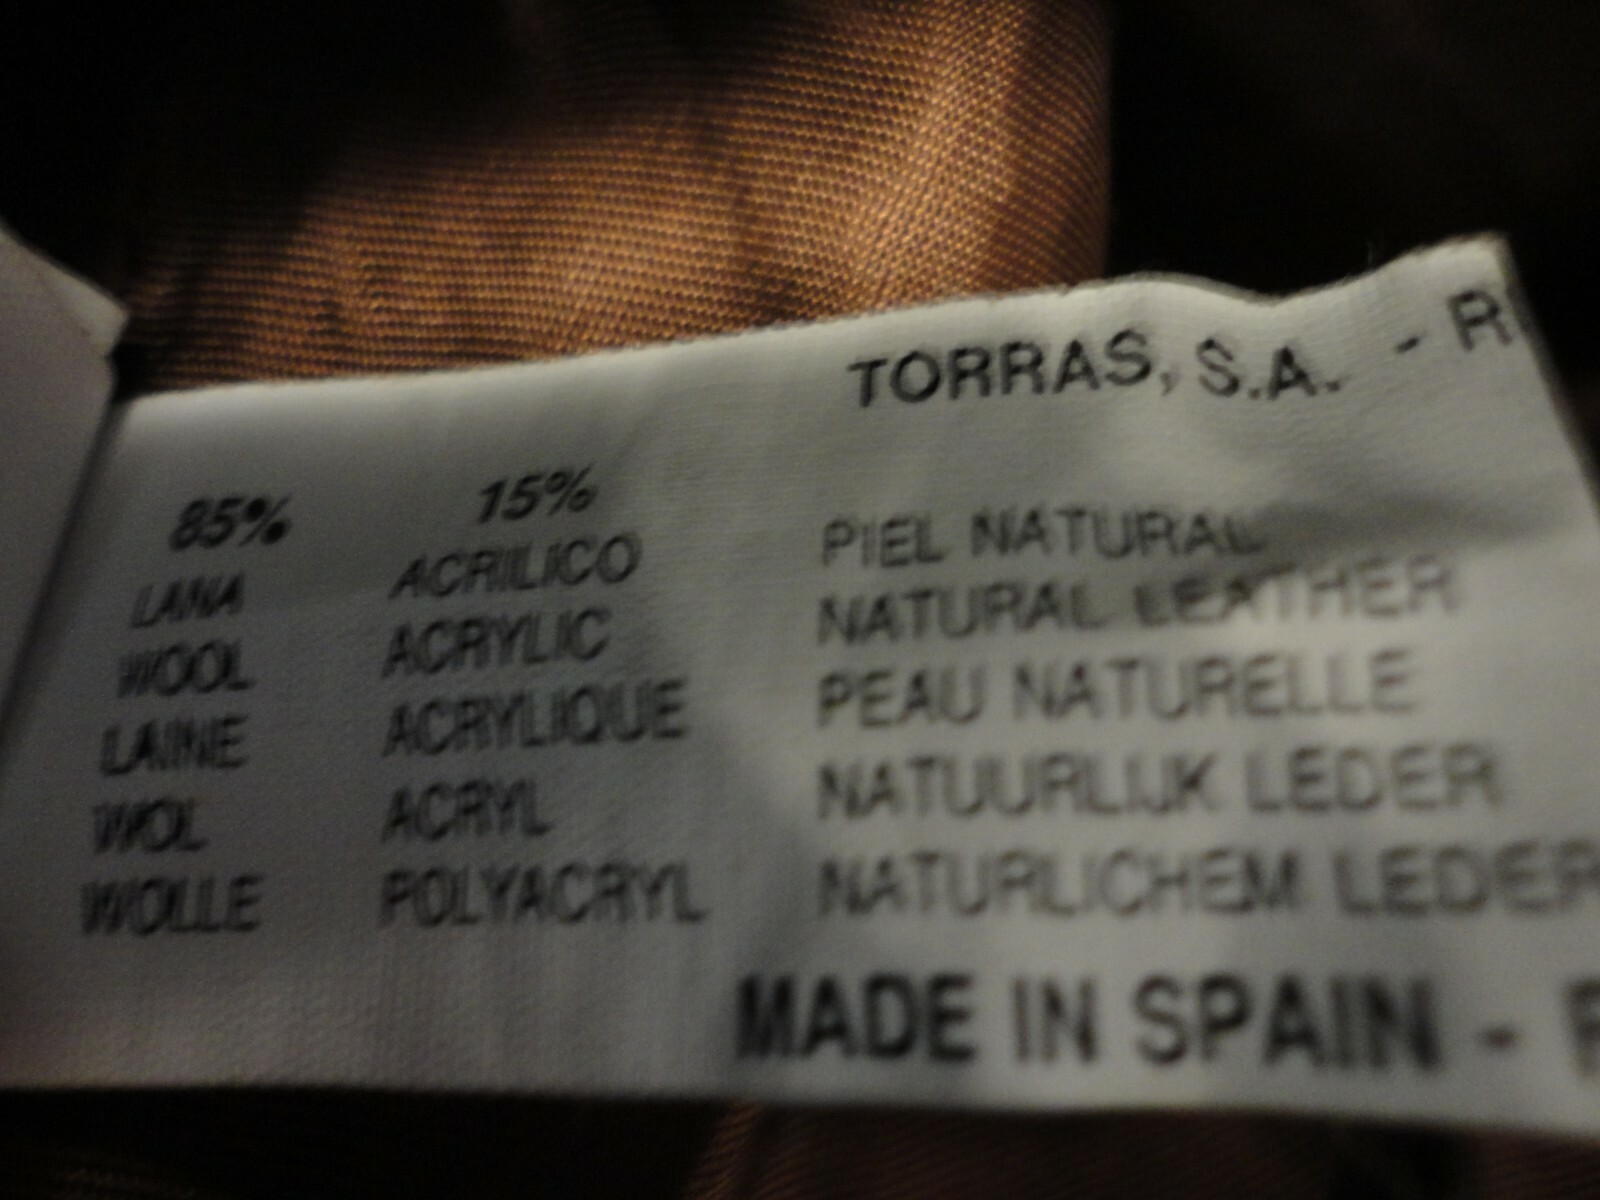 TORRAS, S.A. - R
85% 15%
LANA ACRILICO PIEL NATURAL
WOOL ACRYLIC NATURAL LEATHER
LAINE ACRYLIQUE PEAU NATURELLE
WOL ACRYL NATUURLIJK LEDER
WOLLE POLYACRYL NATURLICHEM LEDER
MADE IN SPAIN -